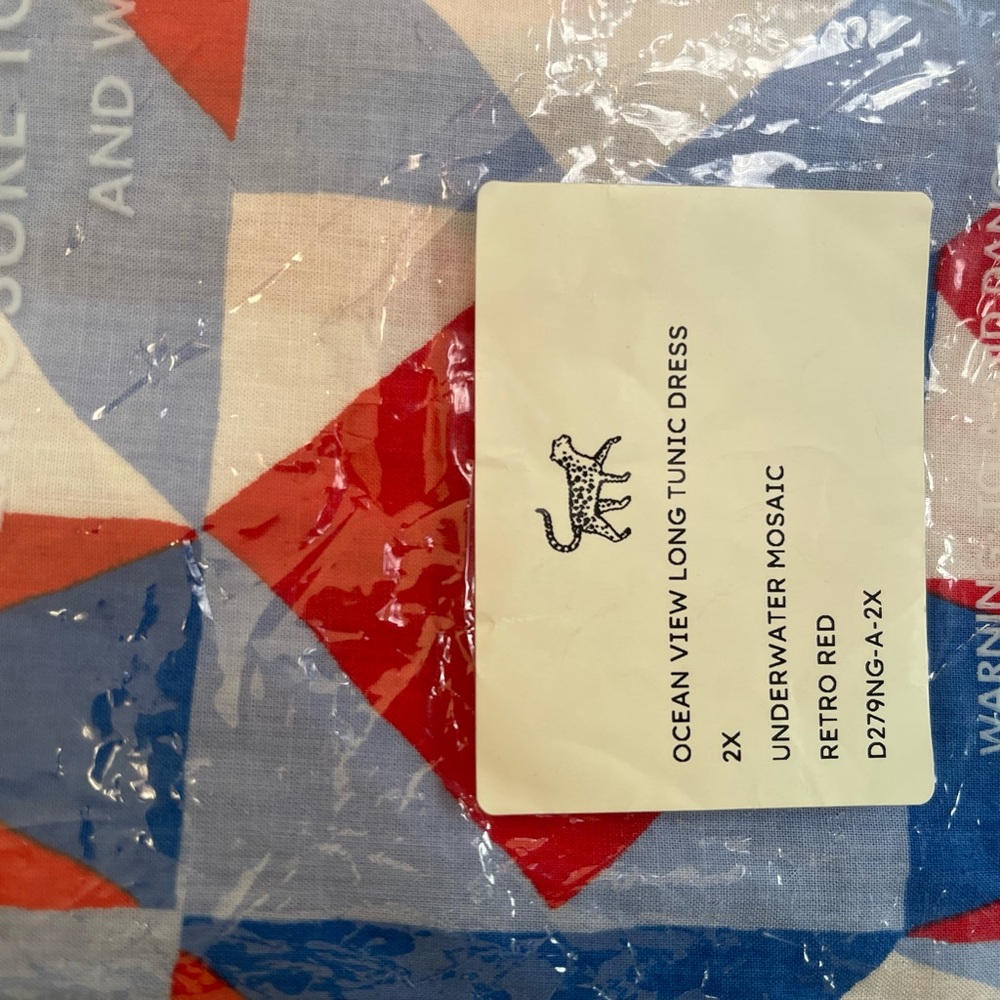 OCEAN VIEW LONG TUNIC DRESS
2X
UNDERWATER MOSAIC
RETRO RED
D279NG-A-2X
AND W